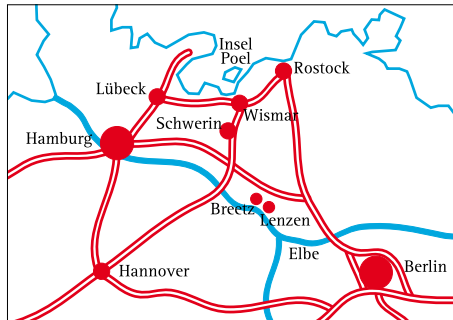 Insel
Poel
Rostock
Lübeck
Wismar
Schwerin
Hamburg
Breetz
Lenzen
Elbe
Berlin
Hannover